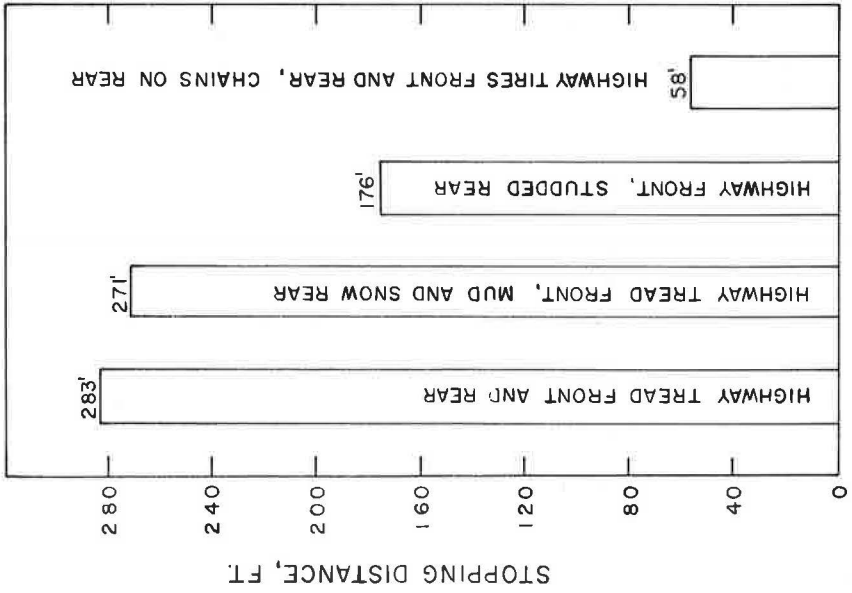 HIGHWAY TIRES FRONT AND REAR, CHAINS ON REAR
58'
HIGHWAY FRONT, STUDDED REAR
176'
HIGHWAY TREAD FRONT, MUD AND SNOW REAR
271'
HIGHWAY TREAD FRONT AND REAR
283'
280
240
200
160
120
80
40
0
STOPPING DISTANCE, FT.